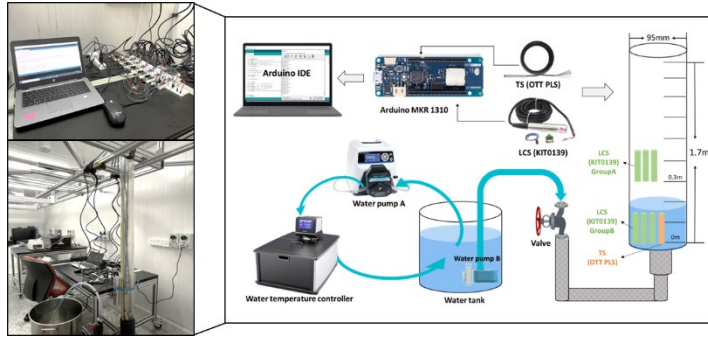 95mm
Arduino IDE
Arduino MKR 1310
TS (OTT PLS)
LCS (KIT0139)
1.7m
LCS
(KIT0139)
GroupA
0.3m
Water pump A
LCS
(KIT0139)
GroupB
0m
Valve
TS
(OTT PLS)
Water pump B
Water temperature controller
Water tank